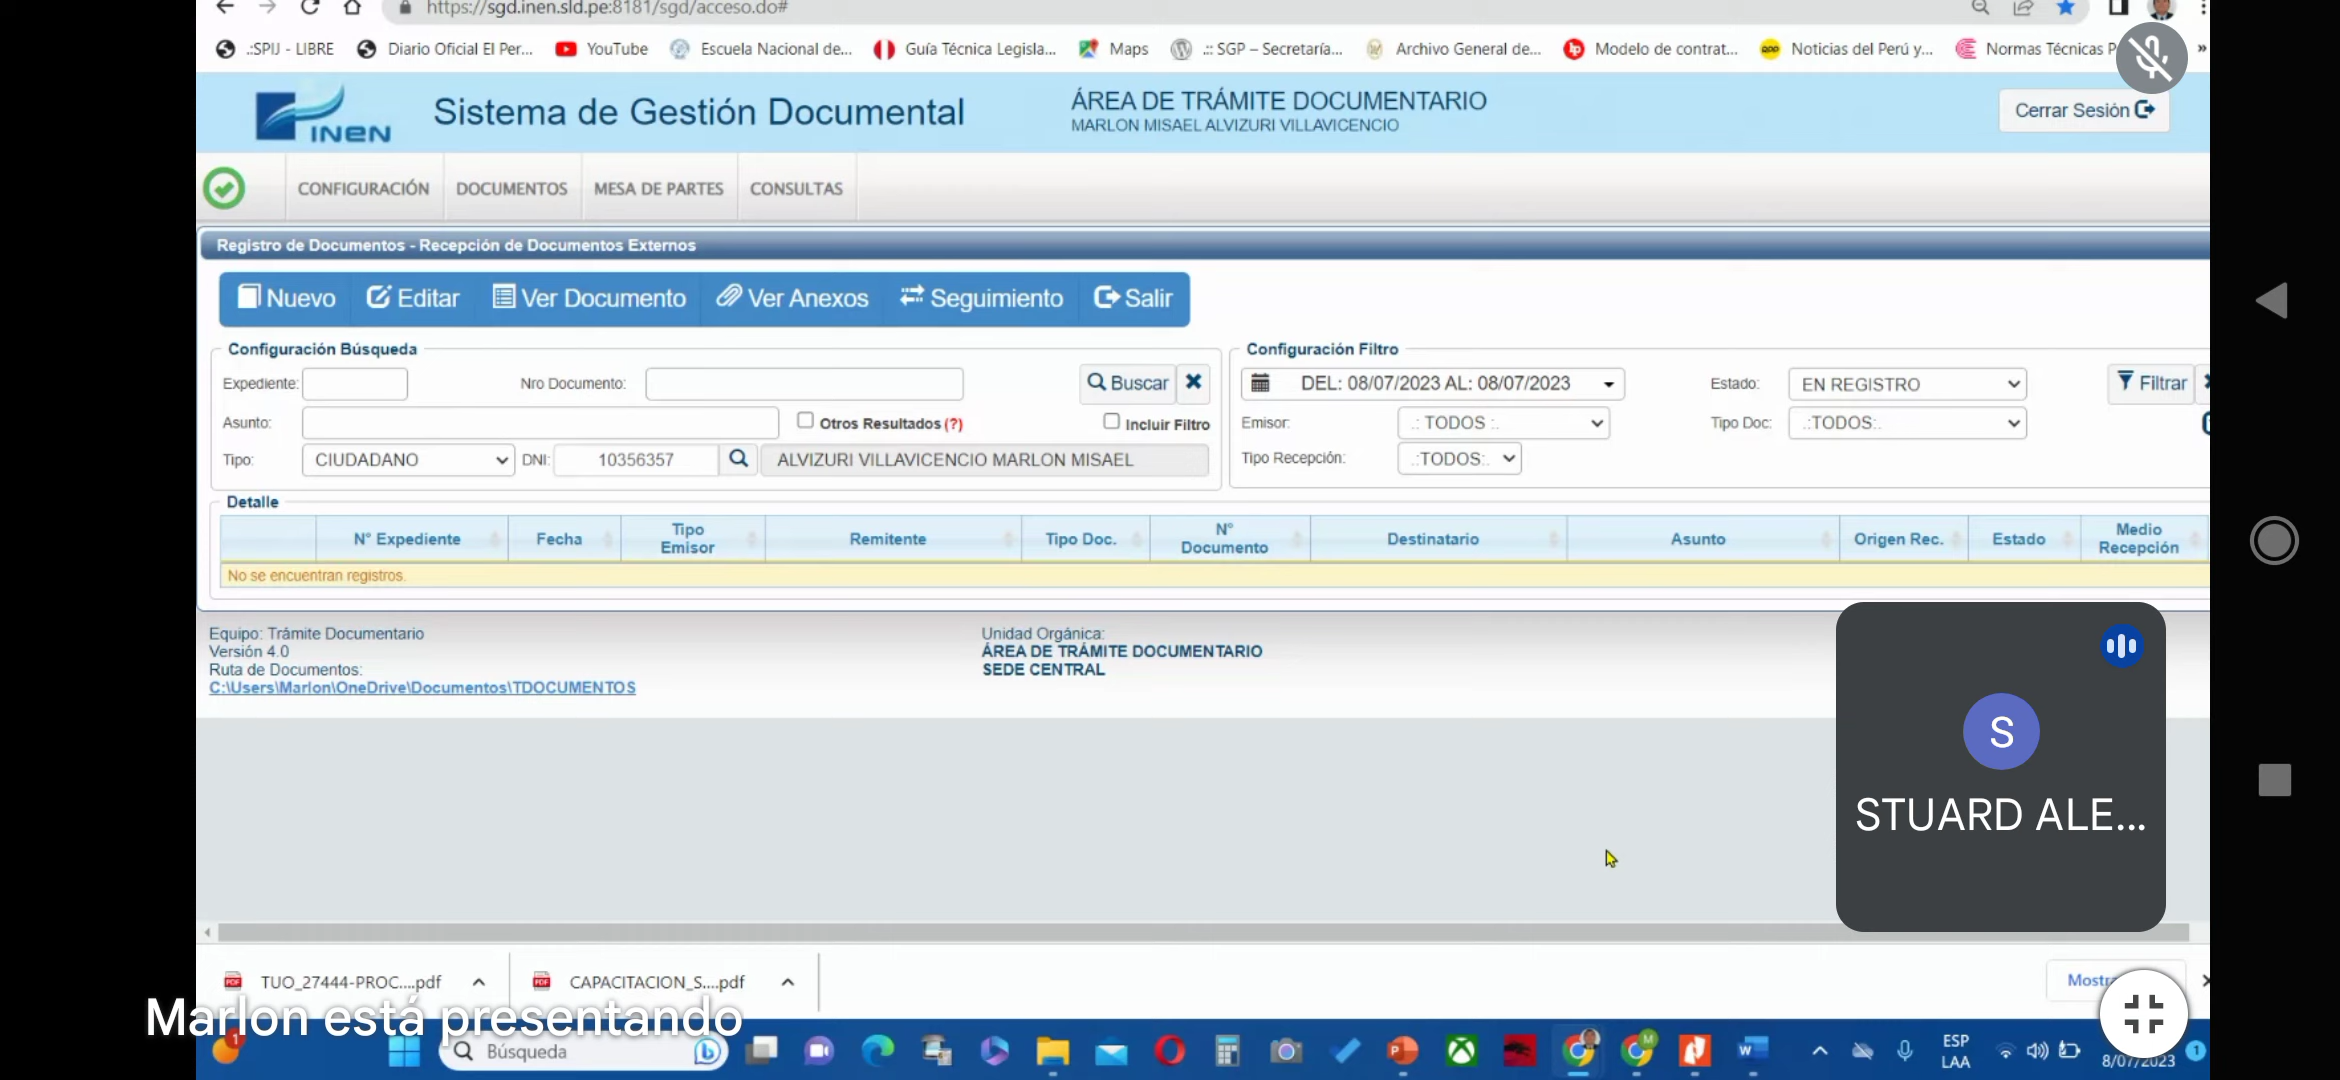 https://sgd.inen.sld.pe:8181/sgd/acceso.do#
.:SPIJ - LIBRE Diario Oficial El Per... YouTube Escuela Nacional de... Guía Técnica Legisla... Maps .:: SGP – Secretaría... Archivo General de... Modelo de contrat... Noticias del Perú y... Normas Técnicas P »
INEN Sistema de Gestión Documental
ÁREA DE TRÁMITE DOCUMENTARIO
MARLON MISAEL ALVIZURI VILLAVICENCIO
Cerrar Sesión
CONFIGURACIÓN DOCUMENTOS MESA DE PARTES CONSULTAS
Registro de Documentos - Recepción de Documentos Externos
Nuevo Editar Ver Documento Ver Anexos Seguimiento Salir
Configuración Búsqueda
Expediente: Nro Documento: Buscar
Asunto: Otros Resultados (?) Incluir Filtro
Tipo: CIUDADANO DNI: 10356357 ALVIZURI VILLAVICENCIO MARLON MISAEL
Configuración Filtro
DEL: 08/07/2023 AL: 08/07/2023 Estado: EN REGISTRO Filtrar
Emisor: .: TODOS :. Tipo Doc: .:TODOS:.
Tipo Recepción: .:TODOS:.
Detalle
N° Expediente Fecha Tipo Emisor Remitente Tipo Doc. N° Documento Destinatario Asunto Origen Rec. Estado Medio Recepción
No se encuentran registros.
Equipo: Trámite Documentario
Versión 4.0
Ruta de Documentos:
C:\Users\Marlon\OneDrive\Documentos\TDOCUMENTOS
Unidad Orgánica:
ÁREA DE TRÁMITE DOCUMENTARIO
SEDE CENTRAL
S
STUARD ALE...
TUO_27444-PROC....pdf CAPACITACION_S....pdf Mostr
Marlon está presentando
1 Búsqueda ESP
LAA
8/07/2023 1